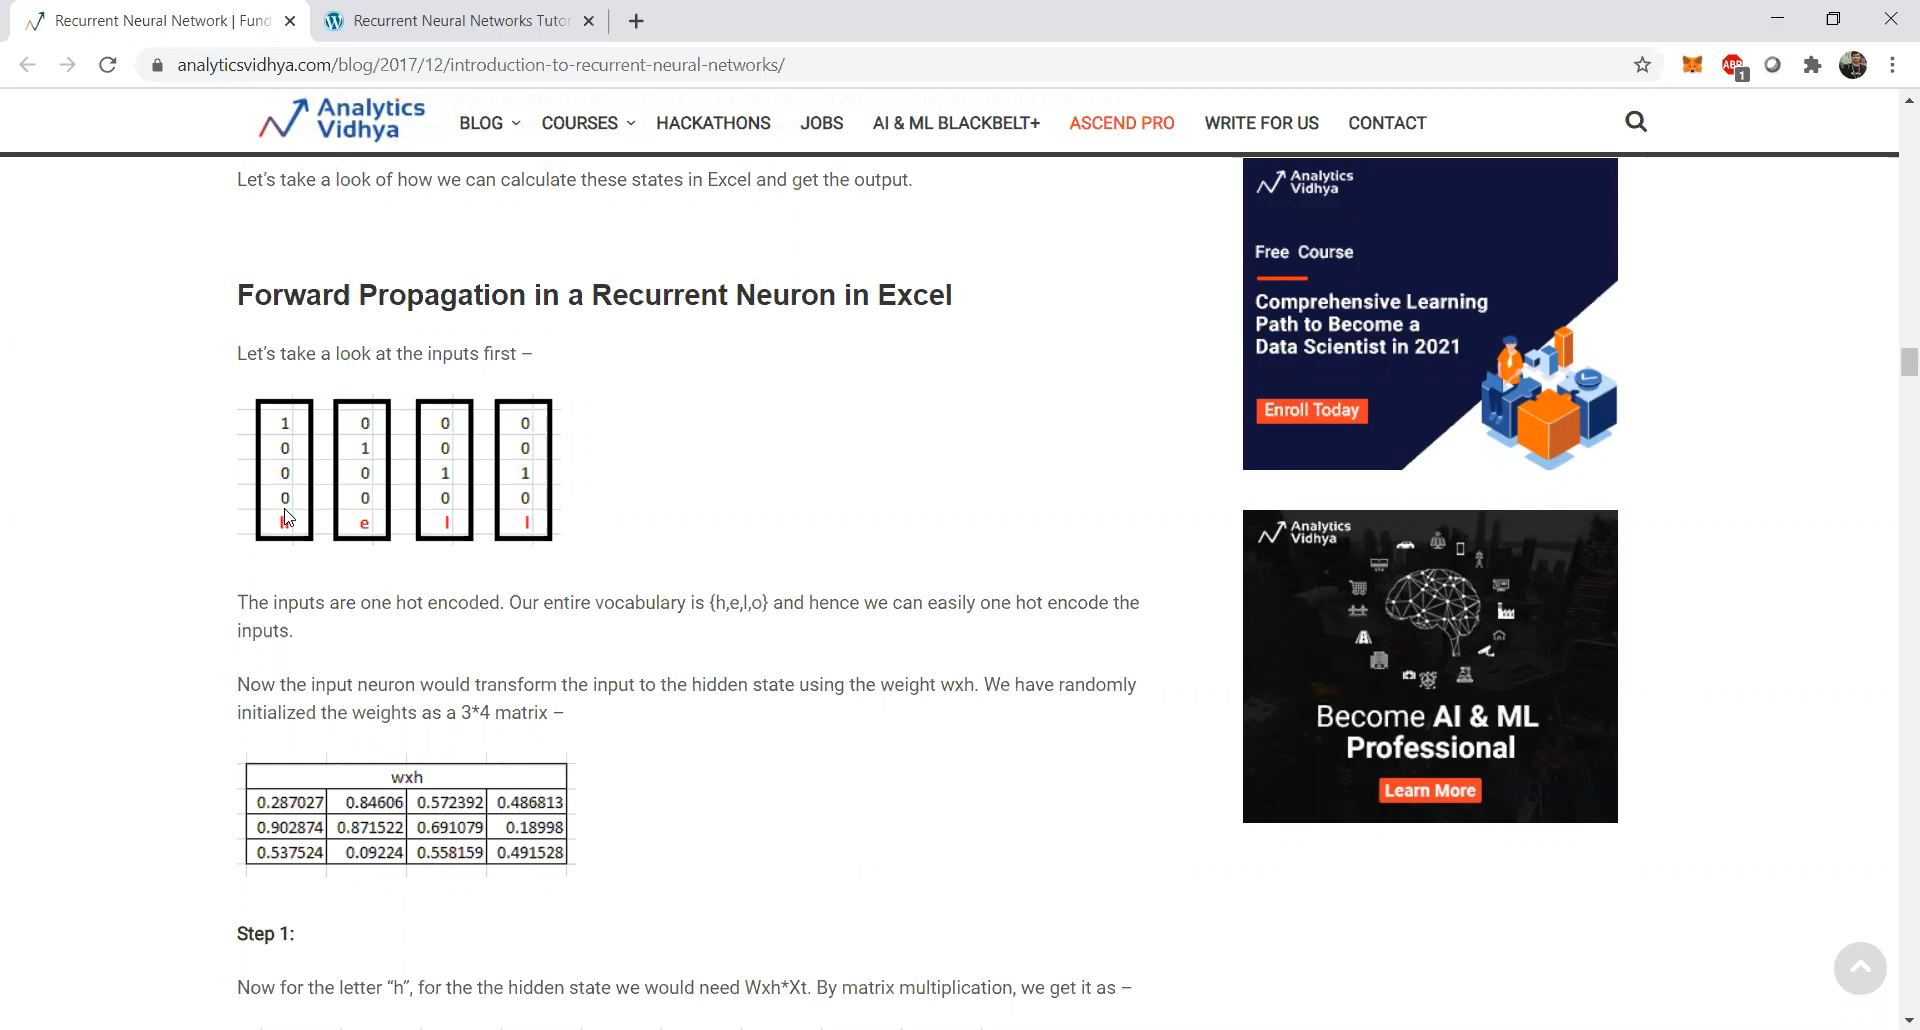 Recurrent Neural Network | Fund
Recurrent Neural Networks Tutor
analyticsvidhya.com/blog/2017/12/introduction-to-recurrent-neural-networks/
ABP
1
Analytics
Vidhya
BLOG
COURSES
HACKATHONS
JOBS
AI & ML BLACKBELT+
ASCEND PRO
WRITE FOR US
CONTACT
Let's take a look of how we can calculate these states in Excel and get the output.
Forward Propagation in a Recurrent Neuron in Excel
Let's take a look at the inputs first –
1 0 0 0
0 1 0 0
0 0 1 1
0 0 0 0
h e l l
The inputs are one hot encoded. Our entire vocabulary is {h,e,l,o} and hence we can easily one hot encode the
inputs.
Now the input neuron would transform the input to the hidden state using the weight wxh. We have randomly
initialized the weights as a 3*4 matrix –
wxh
0.287027 0.84606 0.572392 0.486813
0.902874 0.871522 0.691079 0.18998
0.537524 0.09224 0.558159 0.491528
Step 1:
Now for the letter "h", for the the hidden state we would need Wxh*Xt. By matrix multiplication, we get it as –
Analytics
Vidhya
Free Course
Comprehensive Learning
Path to Become a
Data Scientist in 2021
Enroll Today
Analytics
Vidhya
Become AI & ML
Professional
Learn More